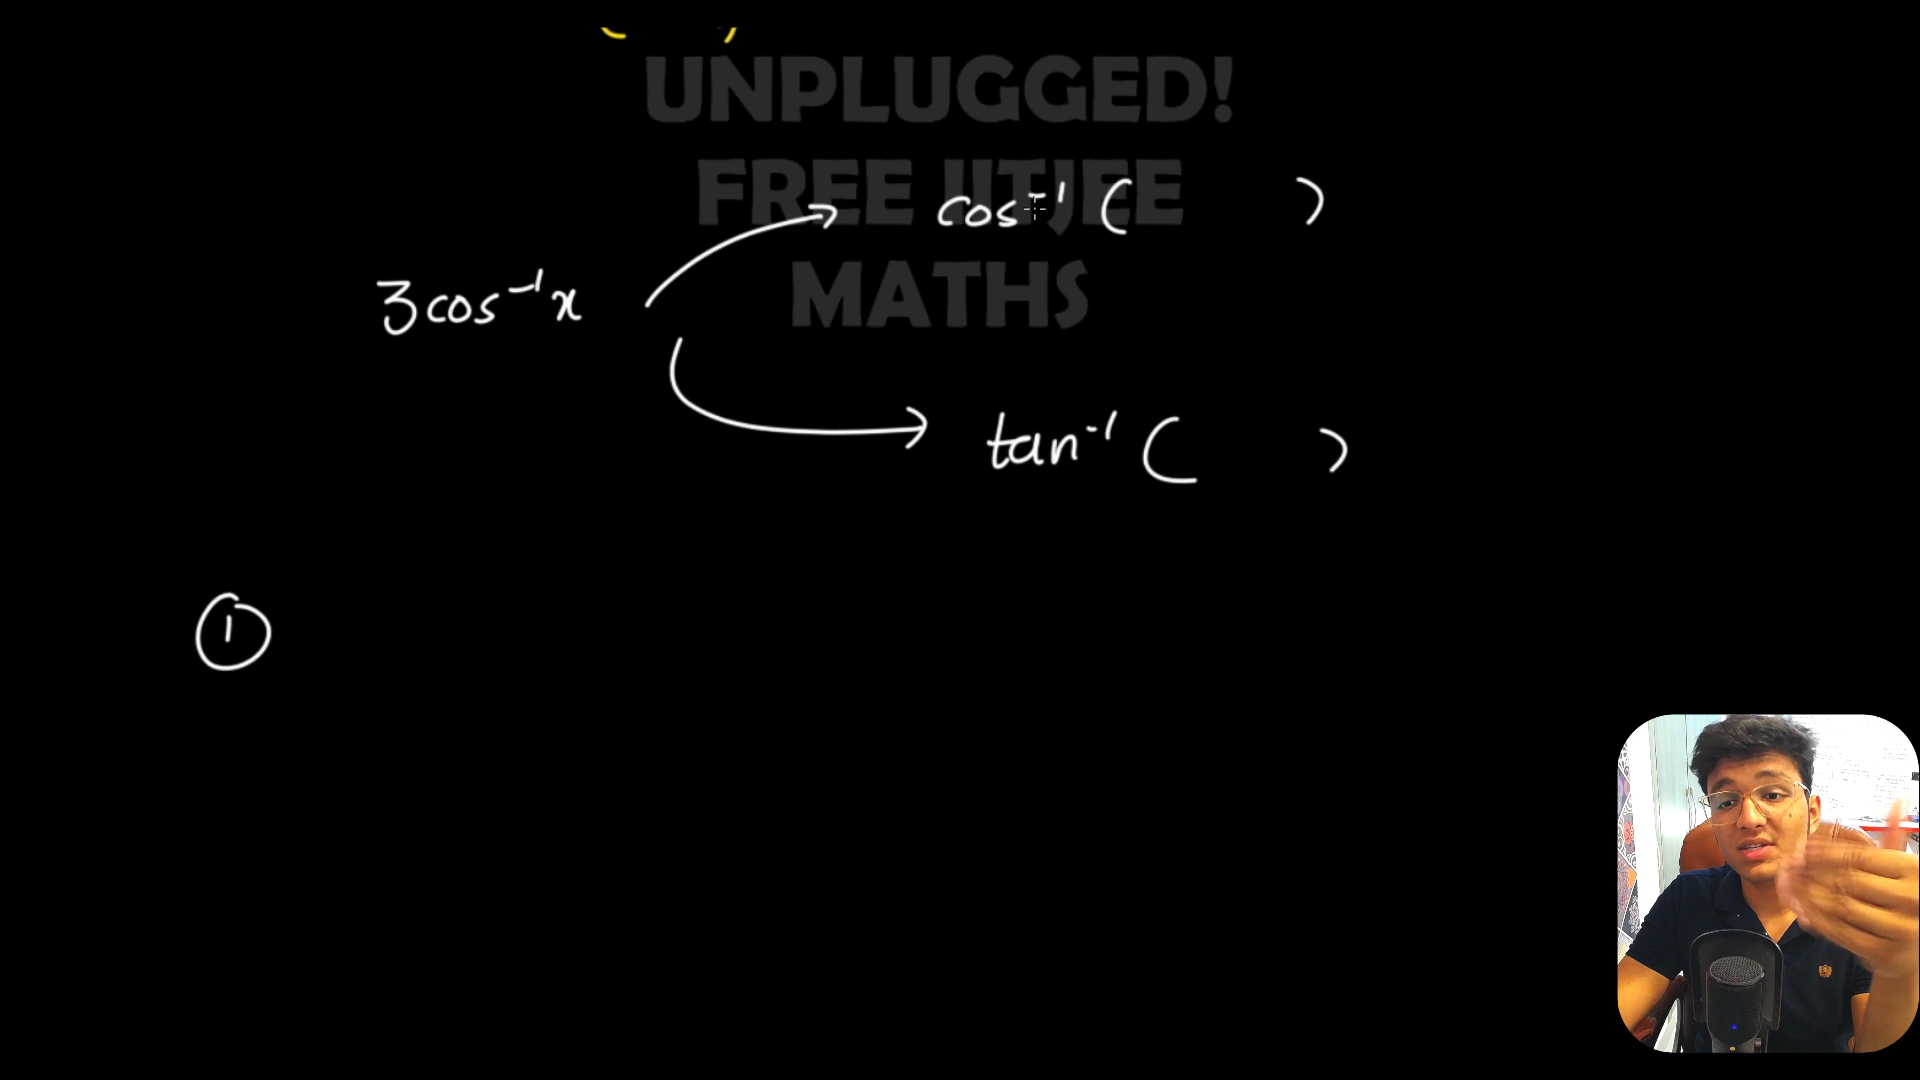 UNPLUGGED!
FREE IITJEE
MATHS
cos⁻¹ (        )
3cos⁻¹x
tan⁻¹ (        )
①